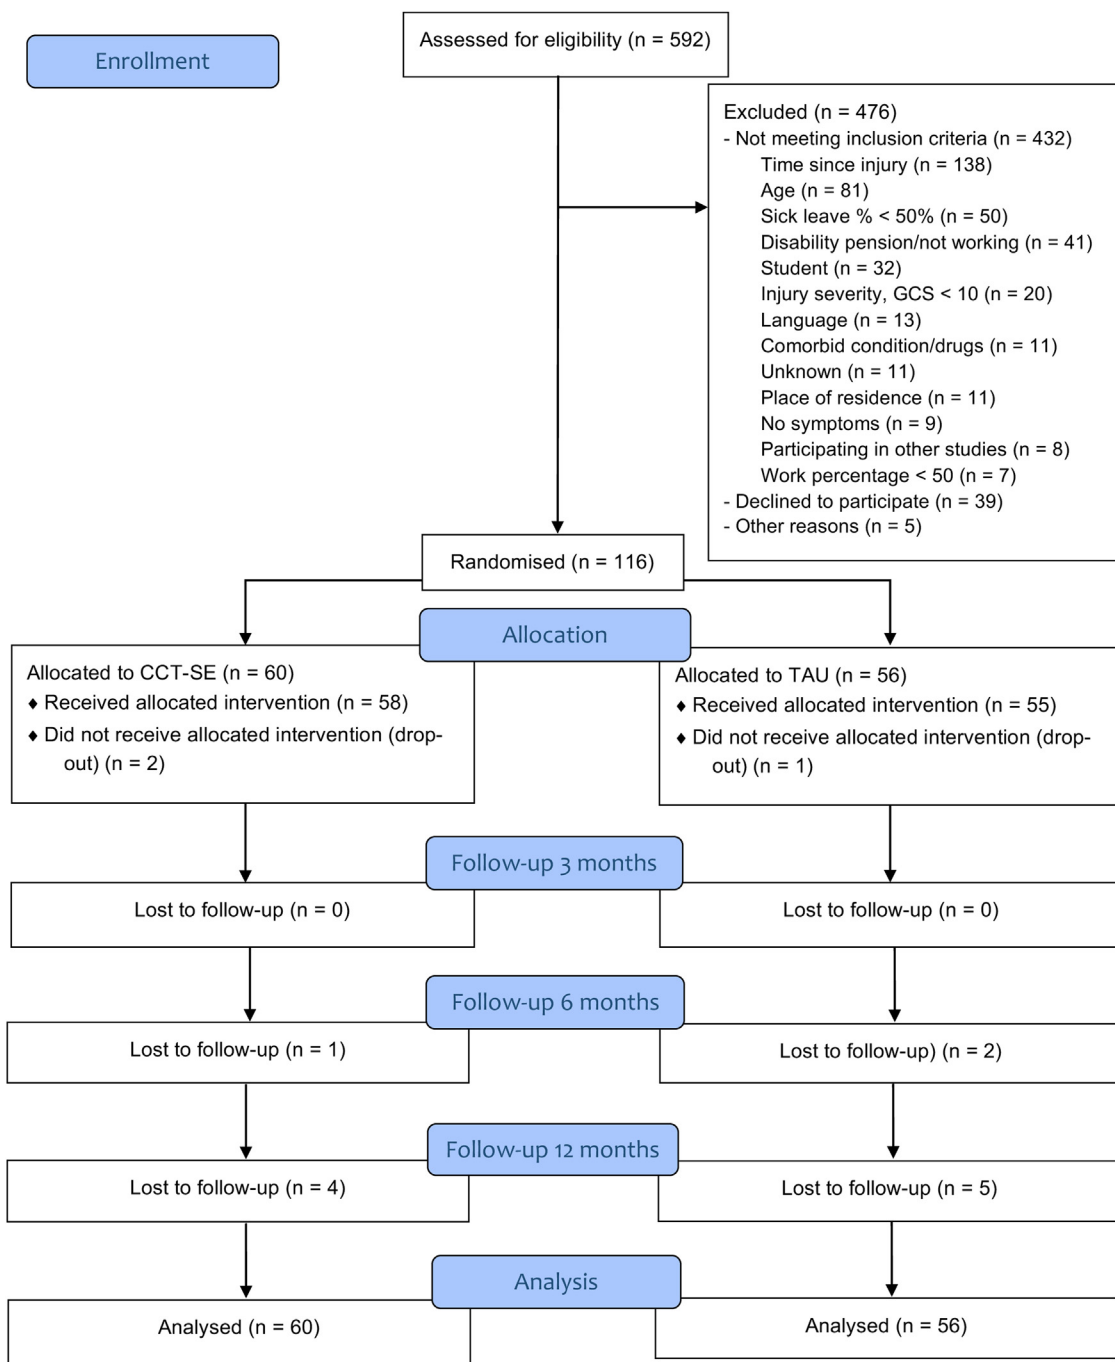 Enrollment
Assessed for eligibility (n = 592)
Excluded (n = 476)
- Not meeting inclusion criteria (n = 432)
Time since injury (n = 138)
Age (n = 81)
Sick leave % < 50% (n = 50)
Disability pension/not working (n = 41)
Student (n = 32)
Injury severity, GCS < 10 (n = 20)
Language (n = 13)
Comorbid condition/drugs (n = 11)
Unknown (n = 11)
Place of residence (n = 11)
No symptoms (n = 9)
Participating in other studies (n = 8)
Work percentage < 50 (n = 7)
- Declined to participate (n = 39)
- Other reasons (n = 5)
Randomised (n = 116)
Allocation
Allocated to CCT-SE (n = 60)
♦ Received allocated intervention (n = 58)
♦ Did not receive allocated intervention (drop-
out) (n = 2)
Allocated to TAU (n = 56)
♦ Received allocated intervention (n = 55)
♦ Did not receive allocated intervention (drop-
out) (n = 1)
Follow-up 3 months
Lost to follow-up (n = 0)
Lost to follow-up (n = 0)
Follow-up 6 months
Lost to follow-up (n = 1)
Lost to follow-up) (n = 2)
Follow-up 12 months
Lost to follow-up (n = 4)
Lost to follow-up (n = 5)
Analysis
Analysed (n = 60)
Analysed (n = 56)